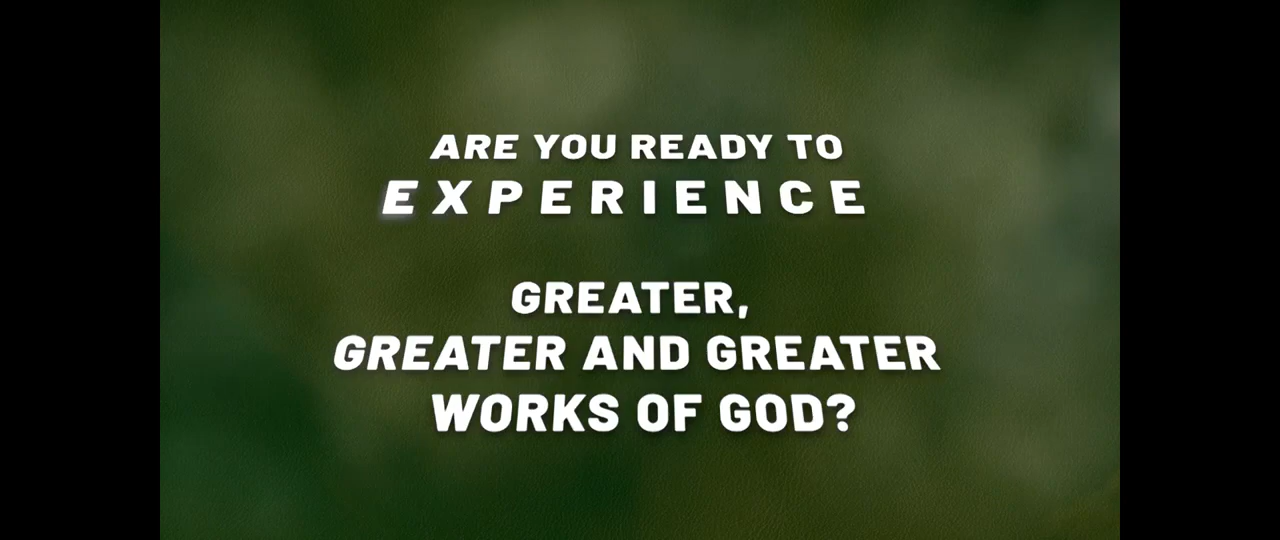 ARE YOU READY TO
EXPERIENCE
GREATER,
GREATER AND GREATER
WORKS OF GOD?